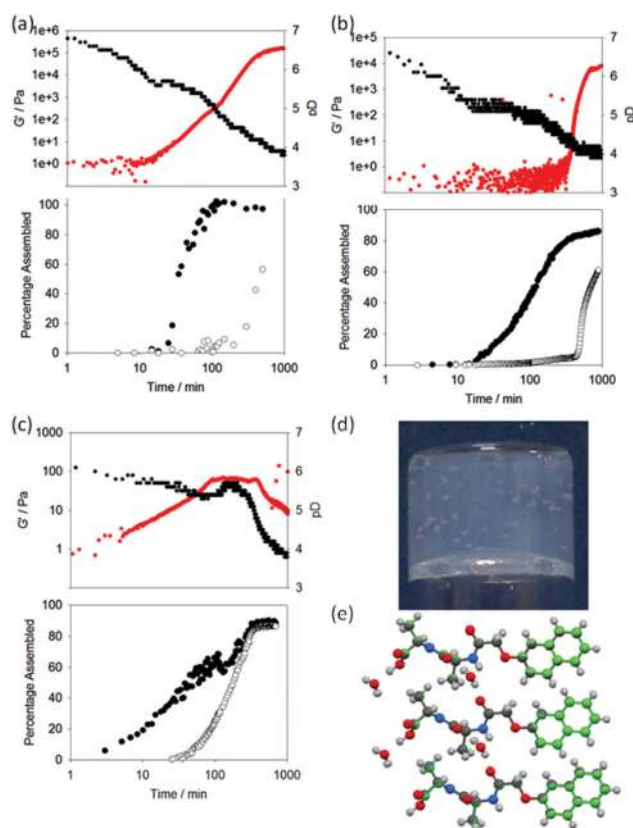 (a)
1e+6
1e+5
1e+4
1e+3
1e+2
1e+1
1e+0
G' / Pa
7
6
5
4
3
pD
100
80
60
40
20
0
Percentage Assembled
1 10 100 1000
Time / min
(b)
1e+5
1e+4
1e+3
1e+2
1e+1
1e+0
G' / Pa
7
6
5
4
3
pD
100
80
60
40
20
0
Percentage Assembled
1 10 100 1000
Time / min
(c)
1000
100
10
1
G' / Pa
7
6
5
4
3
pD
100
80
60
40
20
0
Percentage Assembled
1 10 100 1000
Time / min
(d)
(e)